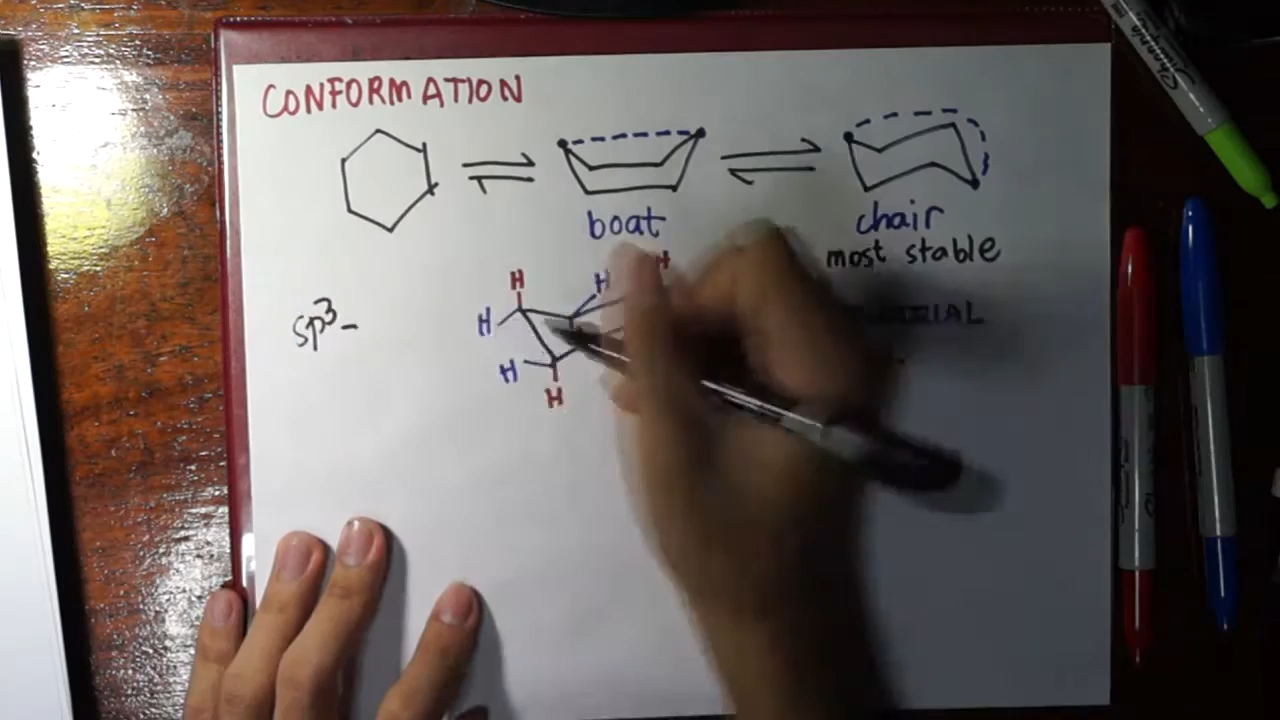 CONFORMATION
boat
chair
most stable
H H H
H
sp³-
H
H